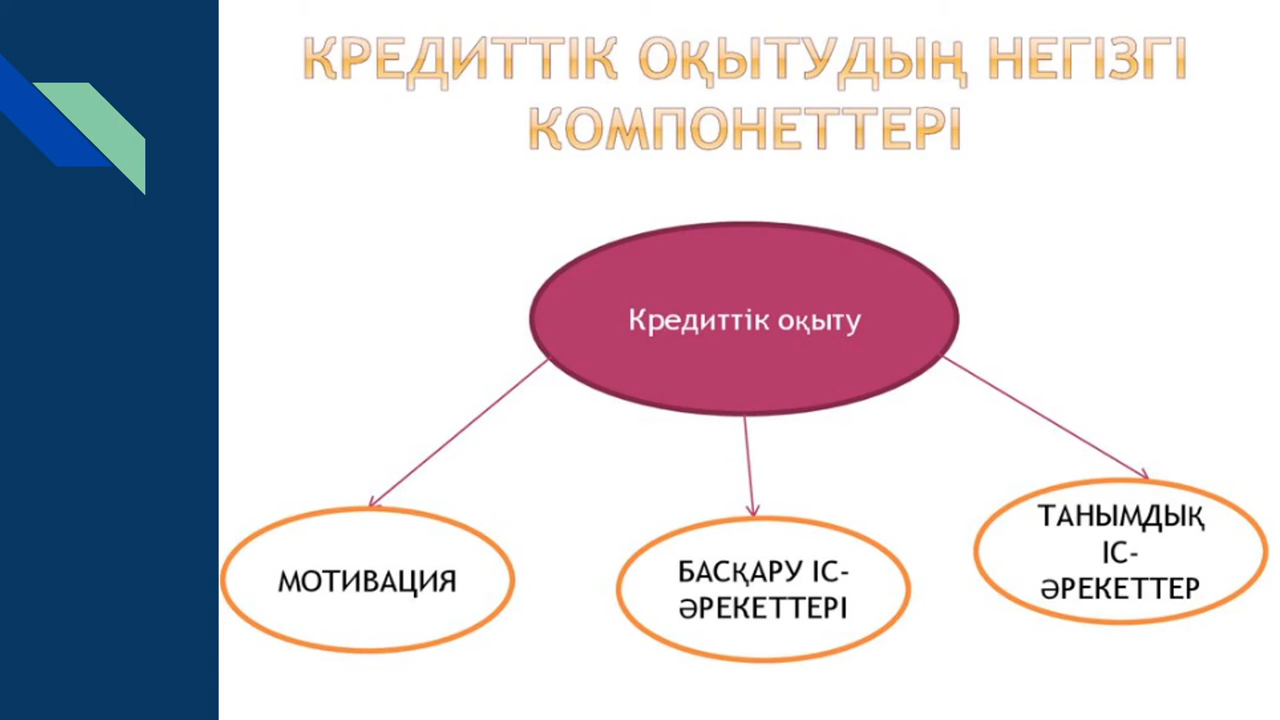 КРЕДИТТІК ОҚЫТУДЫҢ НЕГІЗГІ
КОМПОНЕТТЕРІ
Кредиттік оқыту
МОТИВАЦИЯ
БАСҚАРУ ІС-
ӘРЕКЕТТЕРІ
ТАНЫМДЫҚ
ІС-
ӘРЕКЕТТЕР